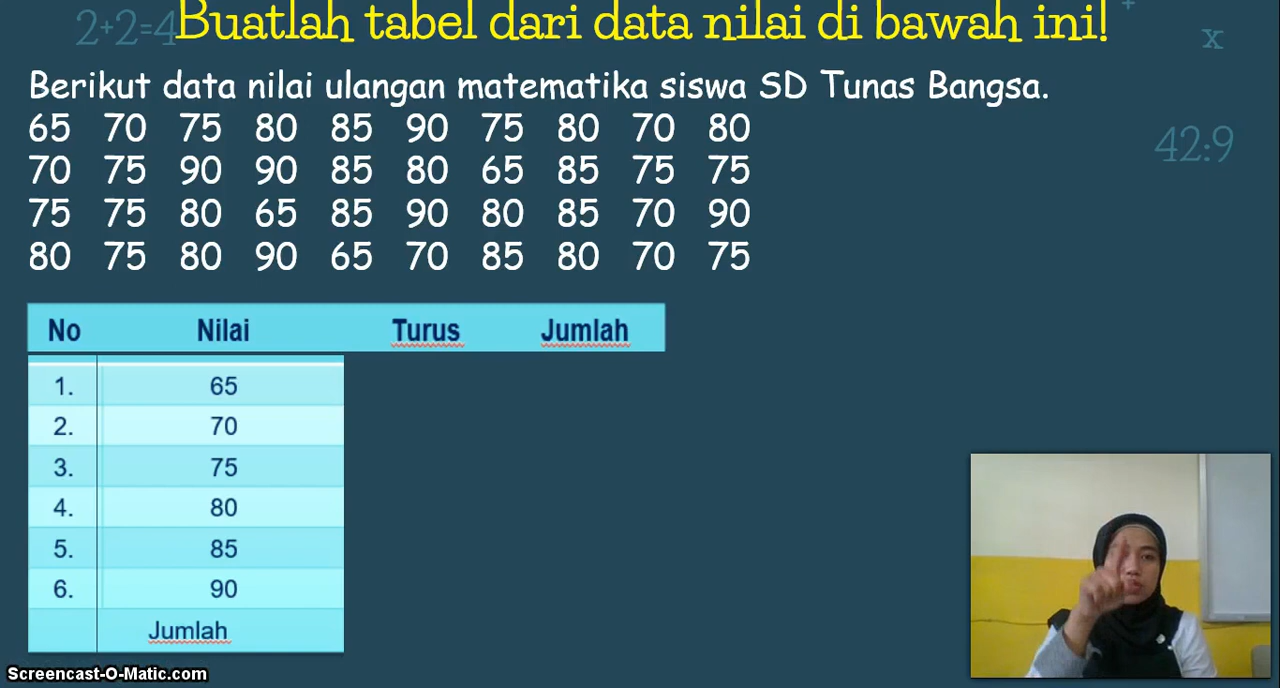 2+2=4
Buatlah tabel dari data nilai di bawah ini!
+
x
Berikut data nilai ulangan matematika siswa SD Tunas Bangsa.
65 70 75 80 85 90 75 80 70 80
42:9
70 75 90 90 85 80 65 85 75 75
75 75 80 65 85 90 80 85 70 90
80 75 80 90 65 70 85 80 70 75
No Nilai Turus Jumlah
1. 65
2. 70
3. 75
4. 80
5. 85
6. 90
Jumlah
Screencast-O-Matic.com